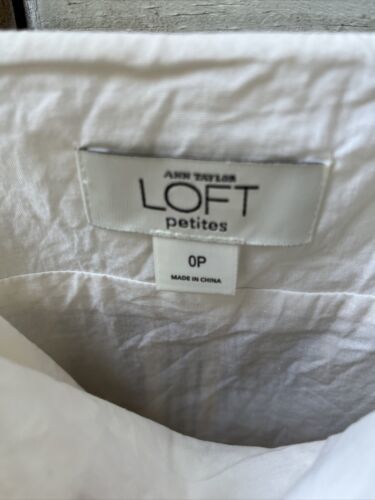 ANN TAYLOR
LOFT
petites
0P
MADE IN CHINA